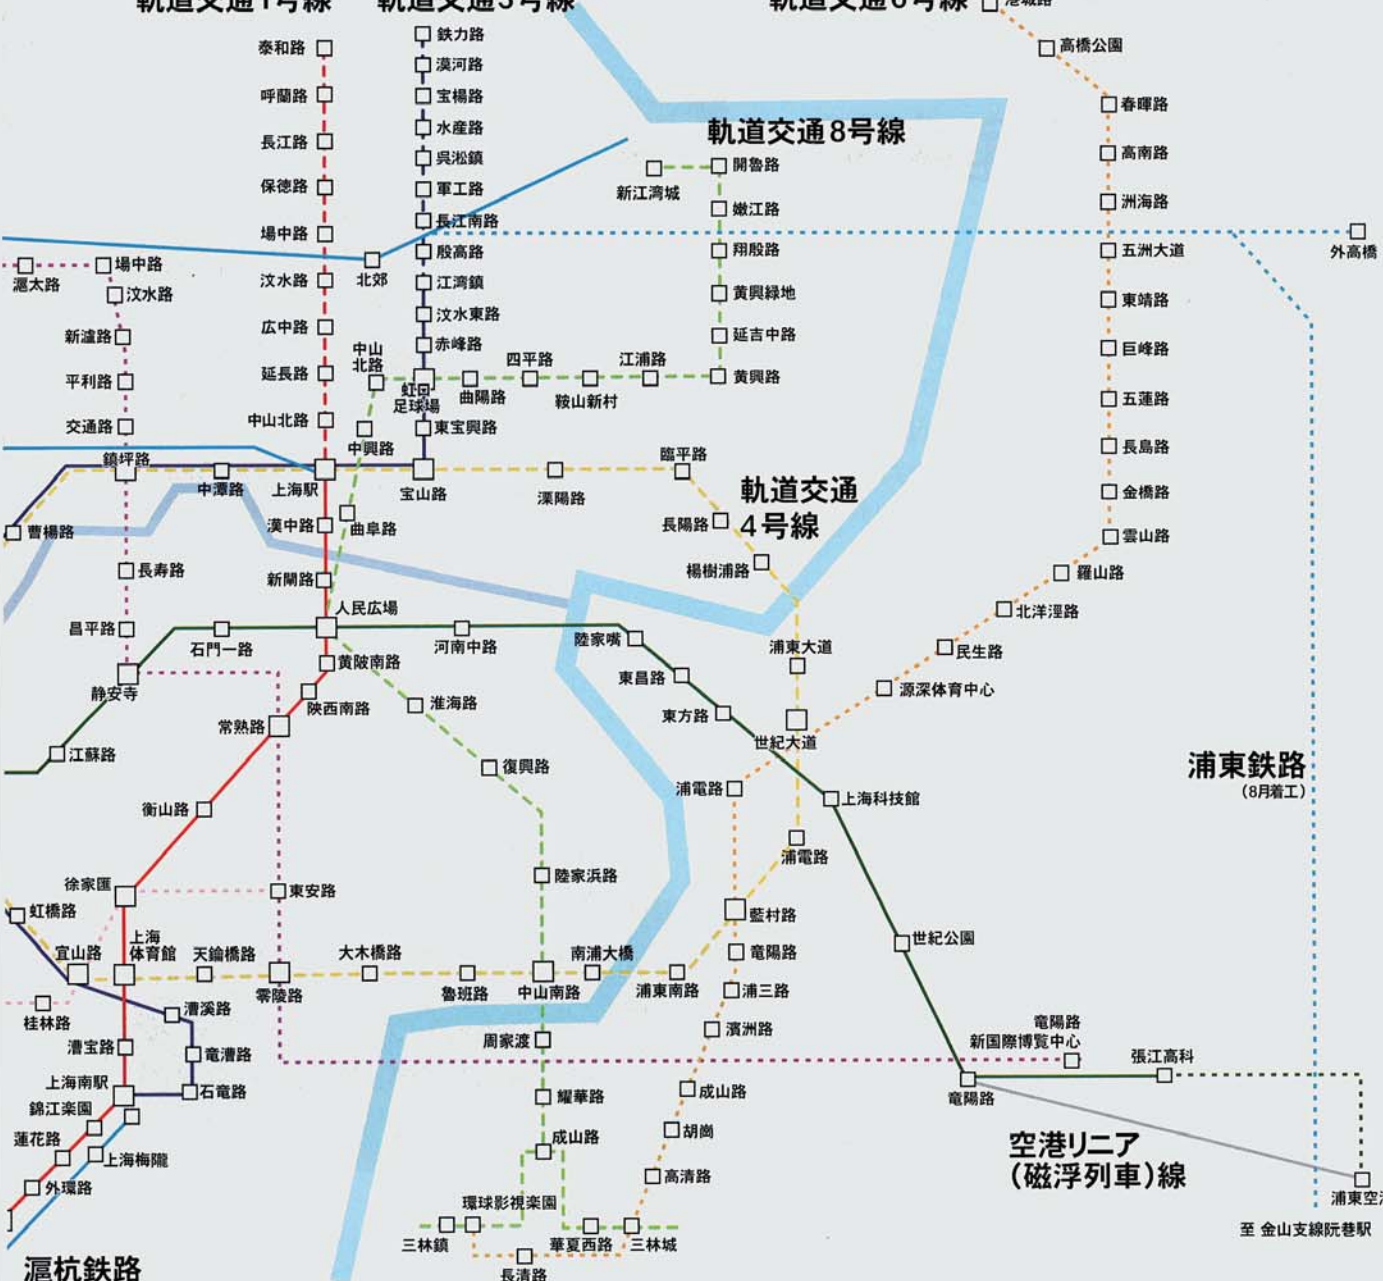 軌道交通1号線
軌道交通3号線
軌道交通6号線
港城路
泰和路
鉄力路
高橋公園
漠河路
呼蘭路
宝楊路
春暉路
水産路
軌道交通8号線
長江路
呉淞鎮
開魯路
高南路
保徳路
軍工路
新江湾城
嫩江路
洲海路
場中路
長江南路
殷高路
翔殷路
五洲大道
外高橋
滬太路
場中路
汶水路
汶水路
北郊
江湾鎮
黄興緑地
東靖路
汶水東路
新瀘路
広中路
赤峰路
延吉中路
中山
北路
四平路
江浦路
巨峰路
平利路
延長路
虹口
足球場
曲陽路
鞍山新村
黄興路
五蓮路
交通路
中山北路
中興路
東宝興路
長島路
鎮坪路
中潭路
上海駅
宝山路
溧陽路
臨平路
軌道交通
4号線
金橋路
曹楊路
漢中路
曲阜路
長陽路
雲山路
長寿路
新閘路
楊樹浦路
羅山路
人民広場
北洋涇路
昌平路
石門一路
河南中路
陸家嘴
浦東大道
民生路
静安寺
黄陂南路
東昌路
源深体育中心
陝西南路
淮海路
常熟路
東方路
世紀大道
江蘇路
復興路
浦電路
上海科技館
浦東鉄路
(8月着工)
衡山路
浦電路
徐家匯
東安路
陸家浜路
虹橋路
藍村路
世紀公園
宜山路
上海
体育館
天鑰橋路
大木橋路
南浦大橋
竜陽路
零陵路
魯班路
中山南路
浦東南路
浦三路
桂林路
漕溪路
周家渡
濱洲路
竜陽路
新国際博覧中心
漕宝路
竜漕路
張江高科
上海南駅
石竜路
耀華路
成山路
竜陽路
錦江楽園
蓮花路
上海梅隴
成山路
胡崗
空港リニア
(磁浮列車)線
外環路
高清路
浦東空港
環球影視楽園
三林鎮
華夏西路
三林城
至 金山支線阮巷駅
滬杭鉄路
長清路